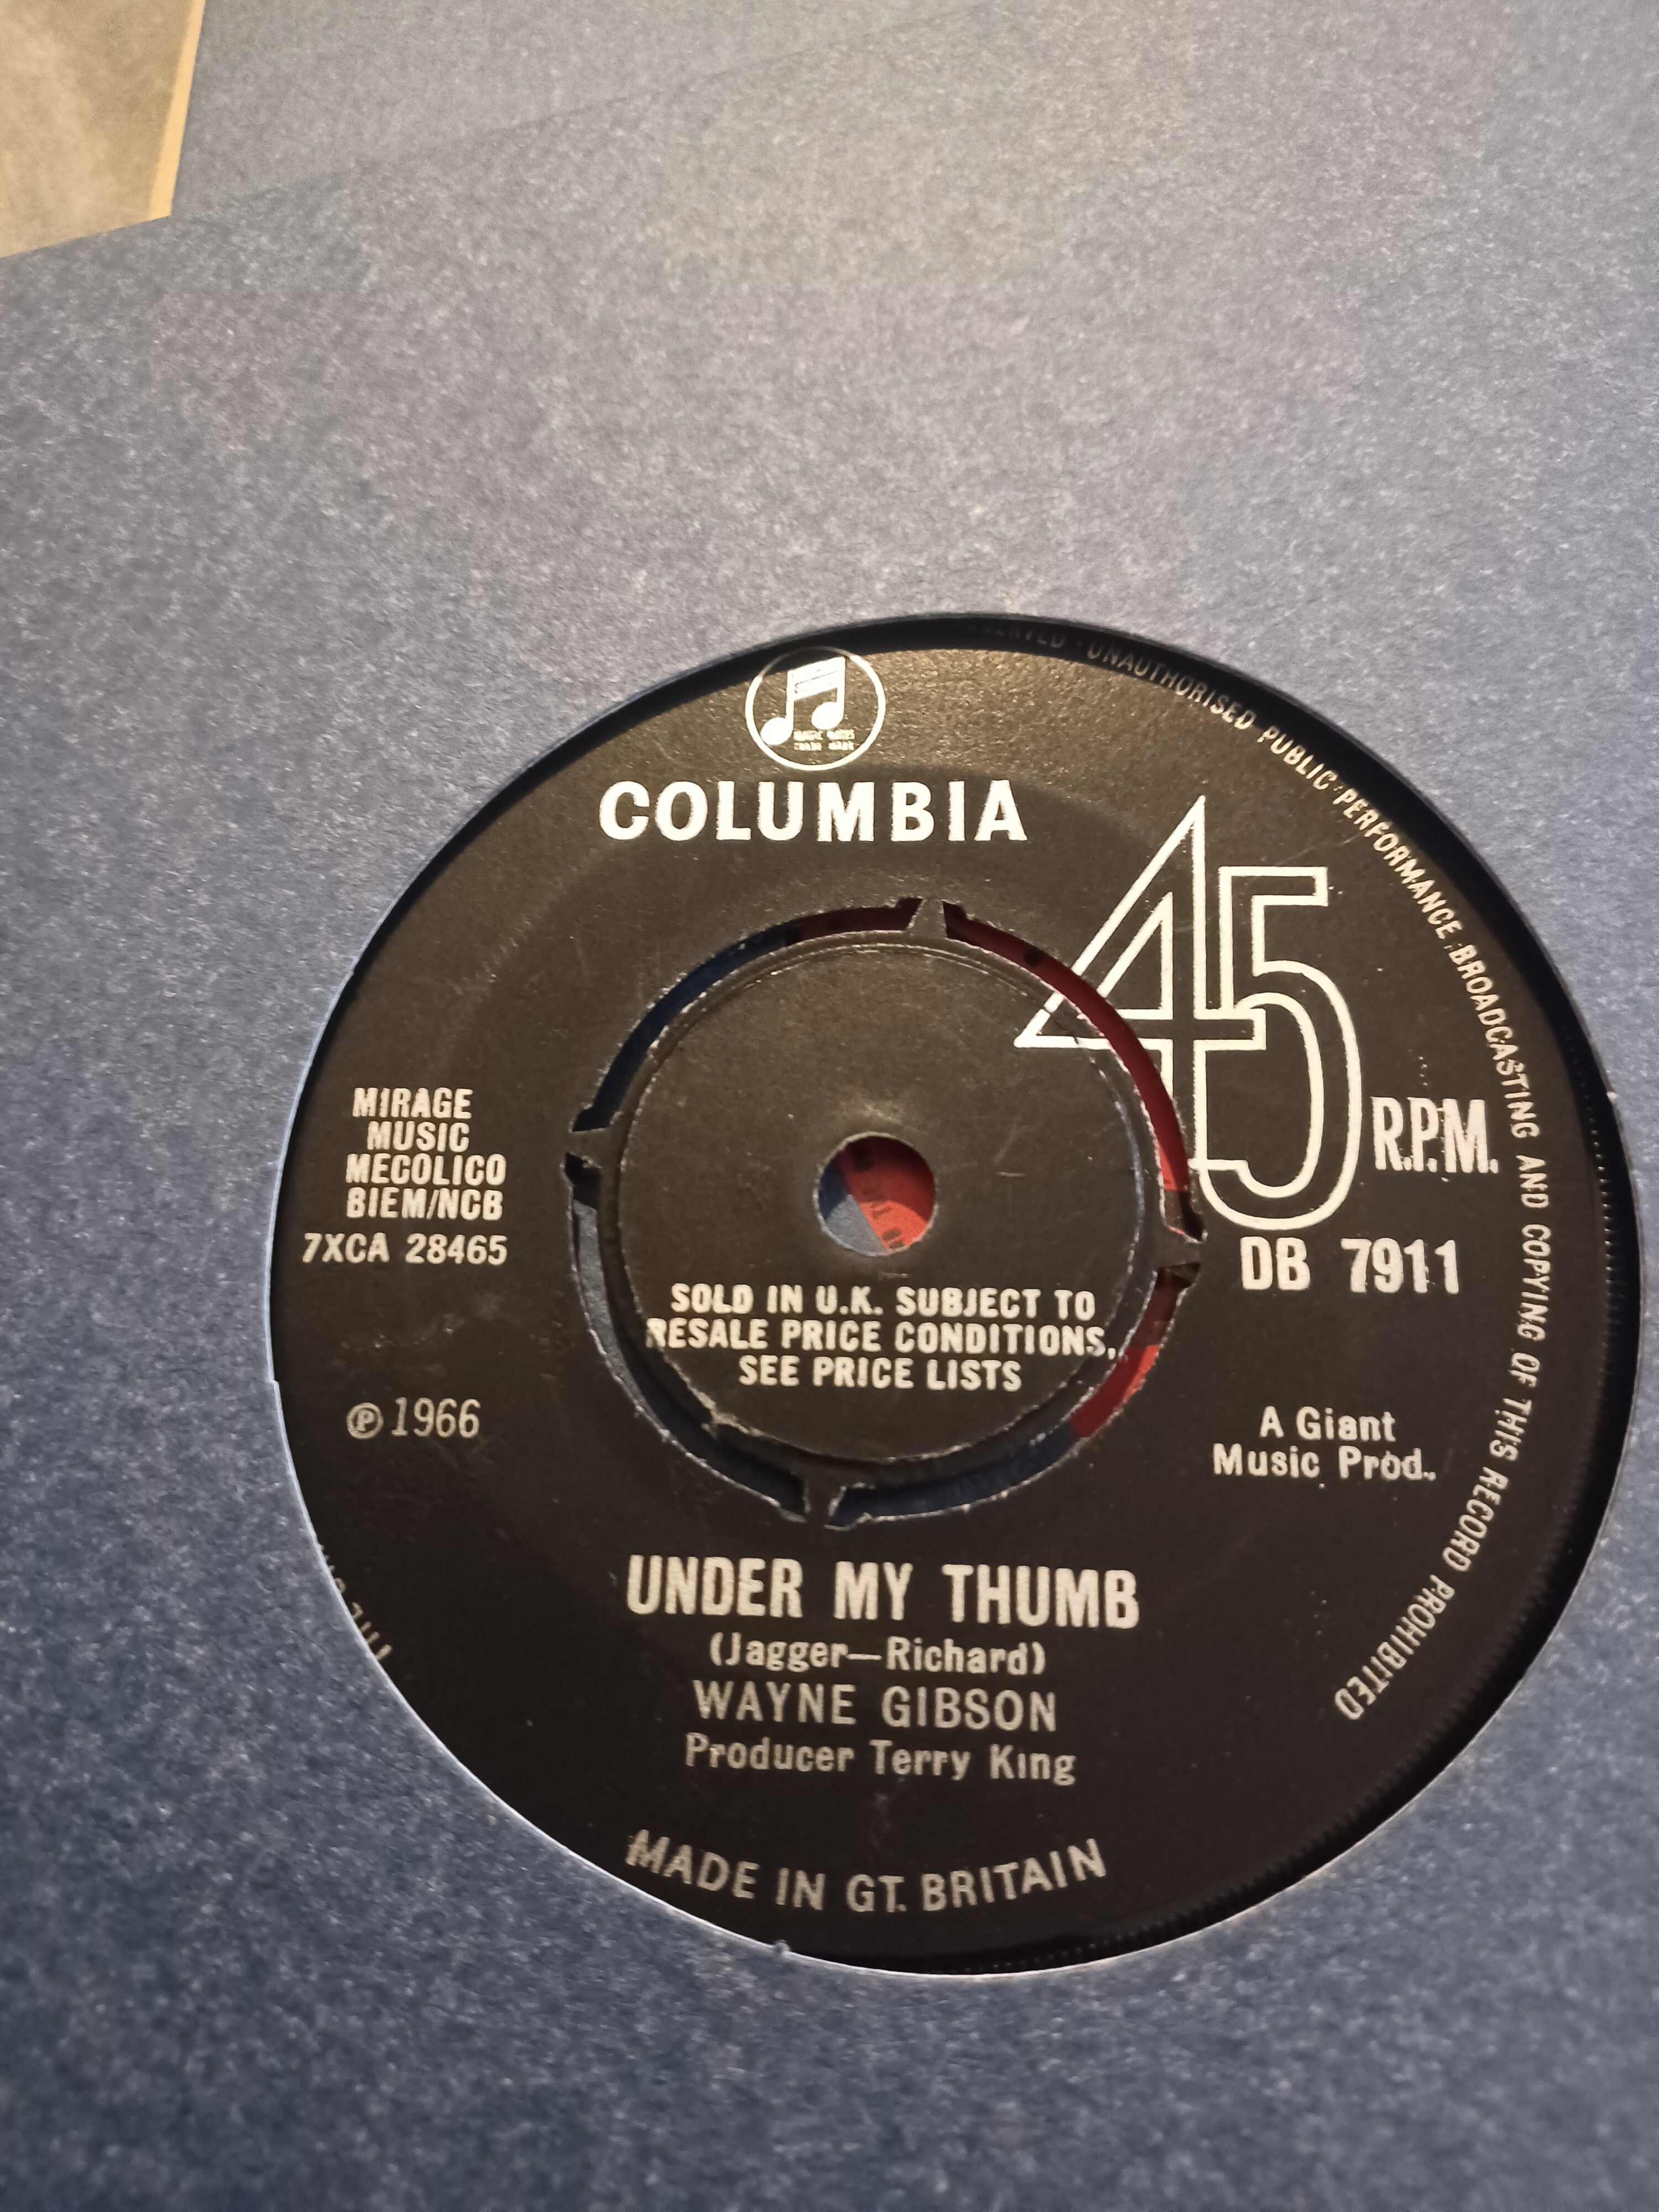 UNAUTHORISED PUBLIC PERFORMANCE BROADCASTING AND COPYING OF THIS RECORD PROHIBITED
COLUMBIA
45 R.P.M.
MIRAGE
MUSIC
MECOLICO
BIEM/NCB
7XCA 28465
DB 7911
SOLD IN U.K. SUBJECT TO
RESALE PRICE CONDITIONS,
SEE PRICE LISTS
℗ 1966
A Giant
Music Prod.
UNDER MY THUMB
(Jagger—Richard)
WAYNE GIBSON
Producer Terry King
MADE IN GT. BRITAIN